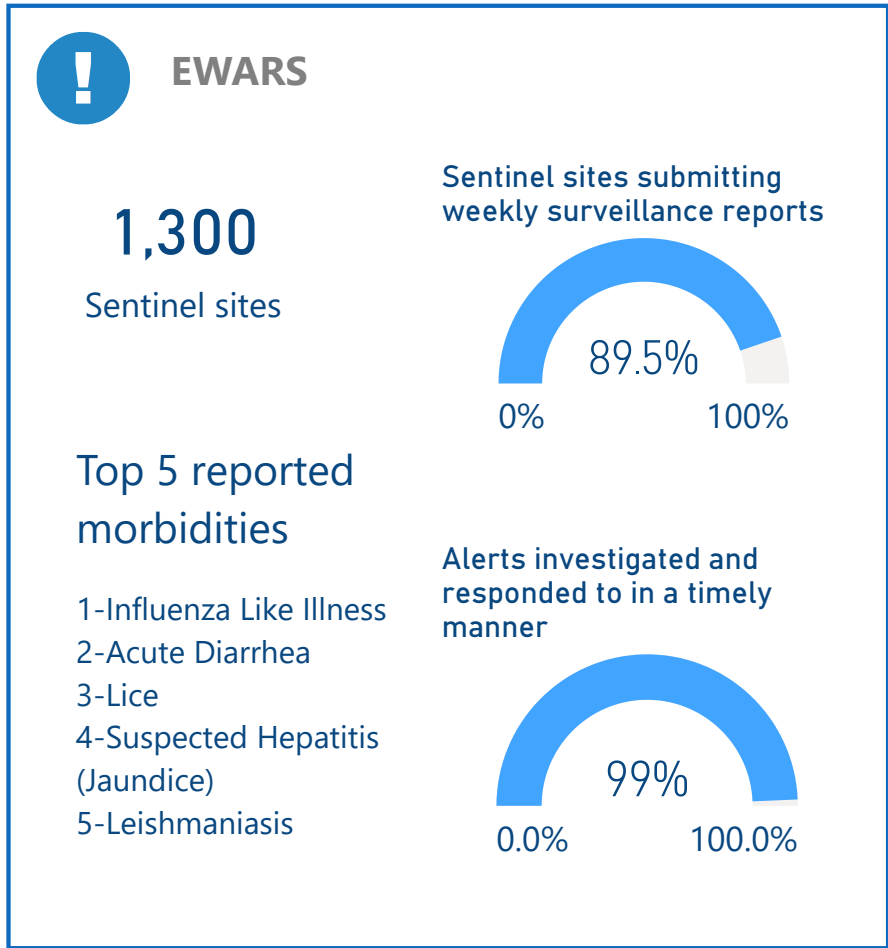 !
EWARS
1,300
Sentinel sites
Sentinel sites submitting
weekly surveillance reports
89.5%
0%
100%
Top 5 reported
morbidities
1-Influenza Like Illness
2-Acute Diarrhea
3-Lice
4-Suspected Hepatitis
(Jaundice)
5-Leishmaniasis
Alerts investigated and
responded to in a timely
manner
99%
0.0%
100.0%